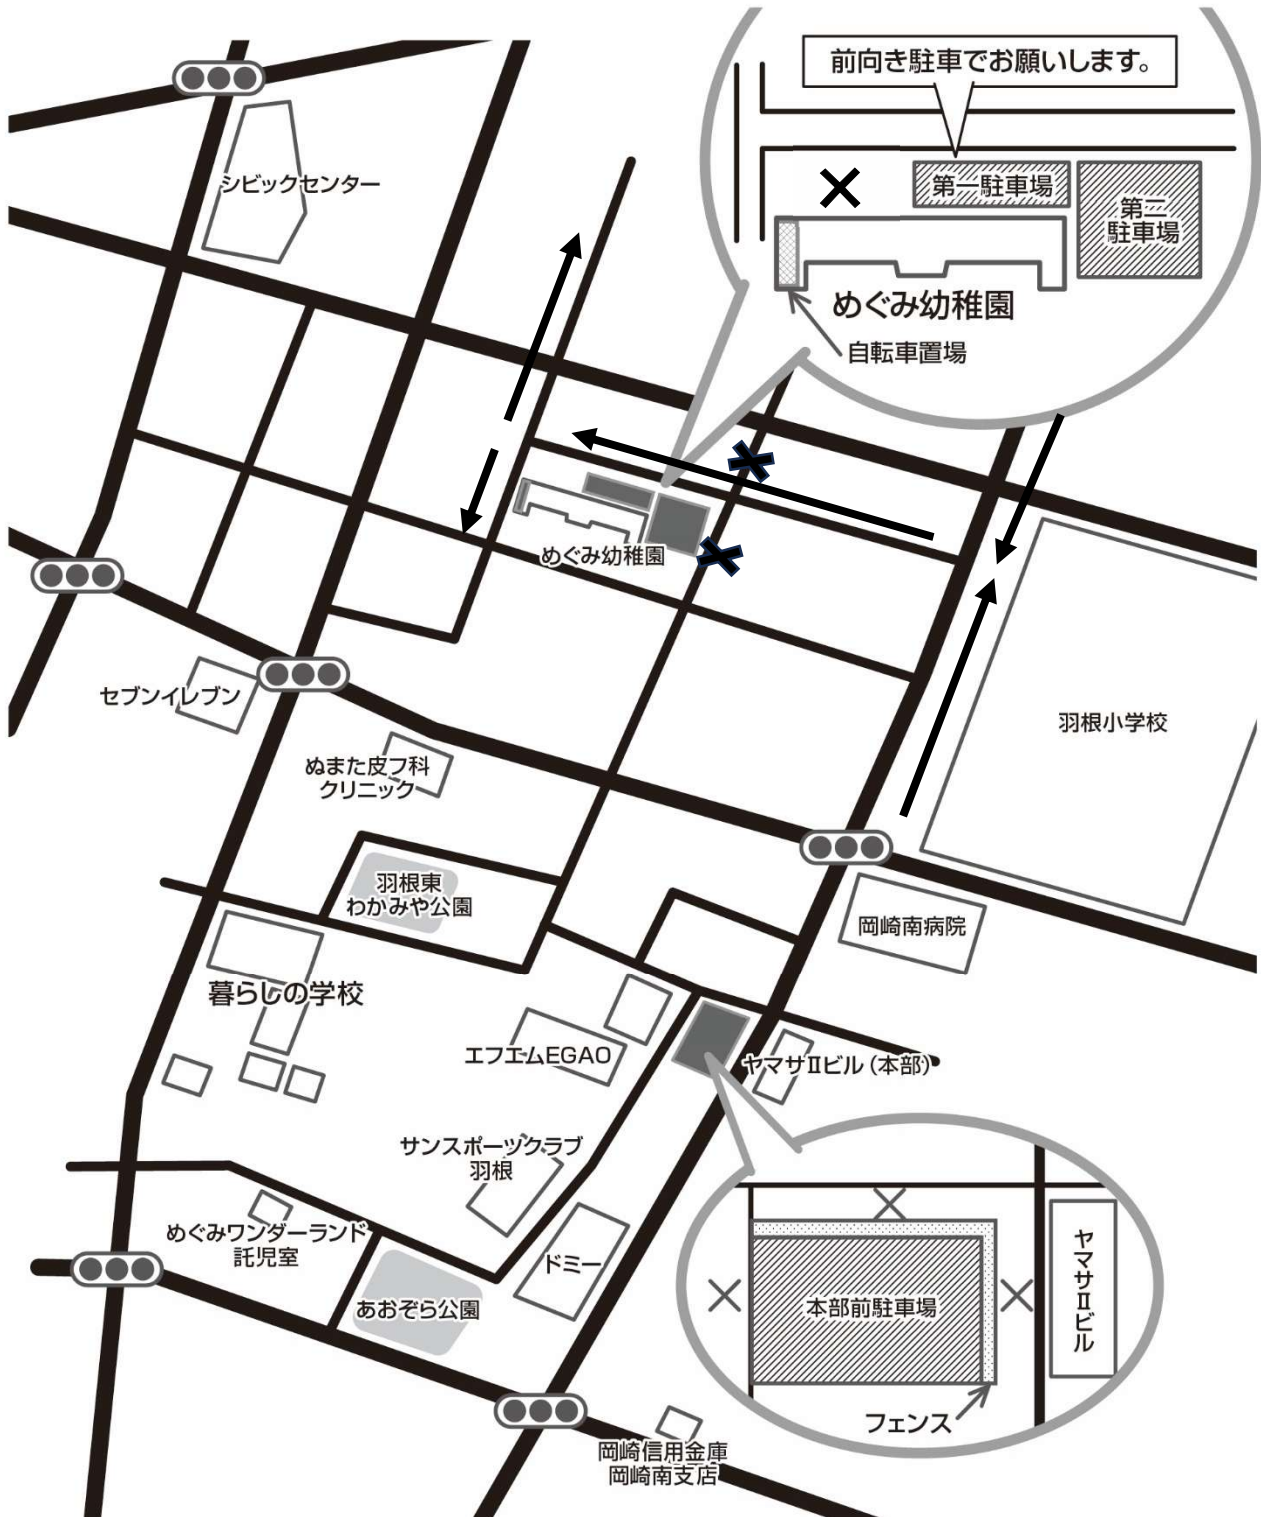 前向き駐車でお願いします。
第一駐車場
第二
駐車場
めぐみ幼稚園
自転車置場
シビックセンター
めぐみ幼稚園
セブンイレブン
羽根小学校
ぬまた皮フ科
クリニック
羽根東
わかみや公園
岡崎南病院
暮らしの学校
エフエムEGAO
ヤマサⅡビル（本部）
サンスポーツクラブ
羽根
めぐみワンダーランド
託児室
ドミー
あおぞら公園
本部前駐車場
ヤマサⅡビル
フェンス
岡崎信用金庫
岡崎南支店